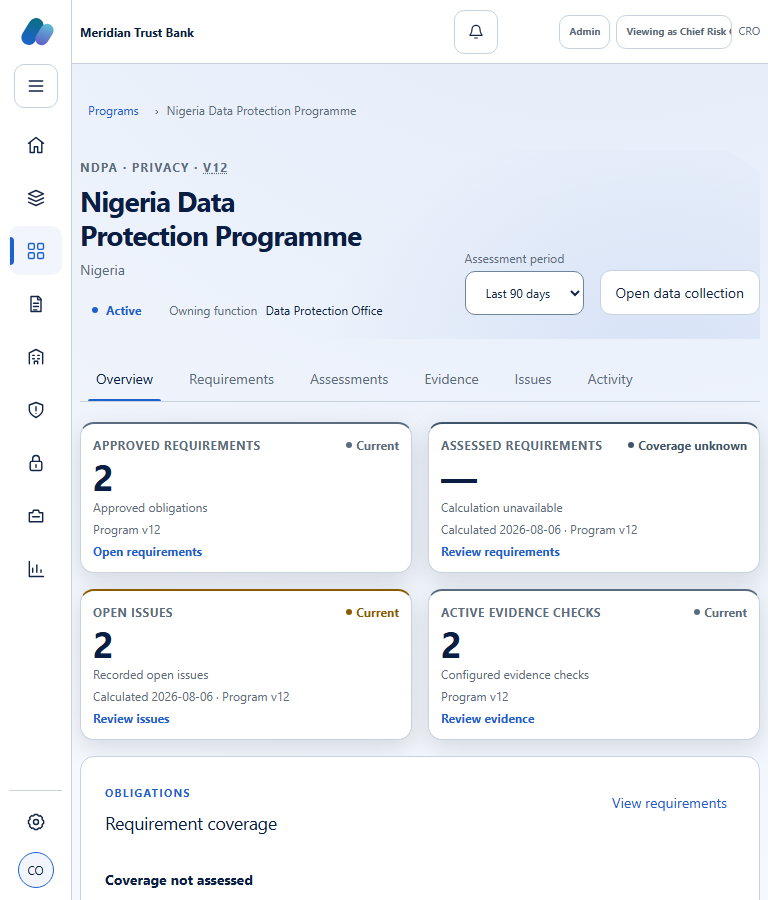 Meridian Trust Bank
Admin
Viewing as Chief Risk
CRO
Programs › Nigeria Data Protection Programme
NDPA · PRIVACY · V12
Nigeria Data
Protection Programme
Nigeria
Active
Owning function Data Protection Office
Assessment period
Last 90 days
Open data collection
Overview
Requirements
Assessments
Evidence
Issues
Activity
APPROVED REQUIREMENTS
Current
2
Approved obligations
Program v12
Open requirements
ASSESSED REQUIREMENTS
Coverage unknown
—
Calculation unavailable
Calculated 2026-08-06 · Program v12
Review requirements
OPEN ISSUES
Current
2
Recorded open issues
Calculated 2026-08-06 · Program v12
Review issues
ACTIVE EVIDENCE CHECKS
Current
2
Configured evidence checks
Program v12
Review evidence
OBLIGATIONS
Requirement coverage
View requirements
Coverage not assessed
CO